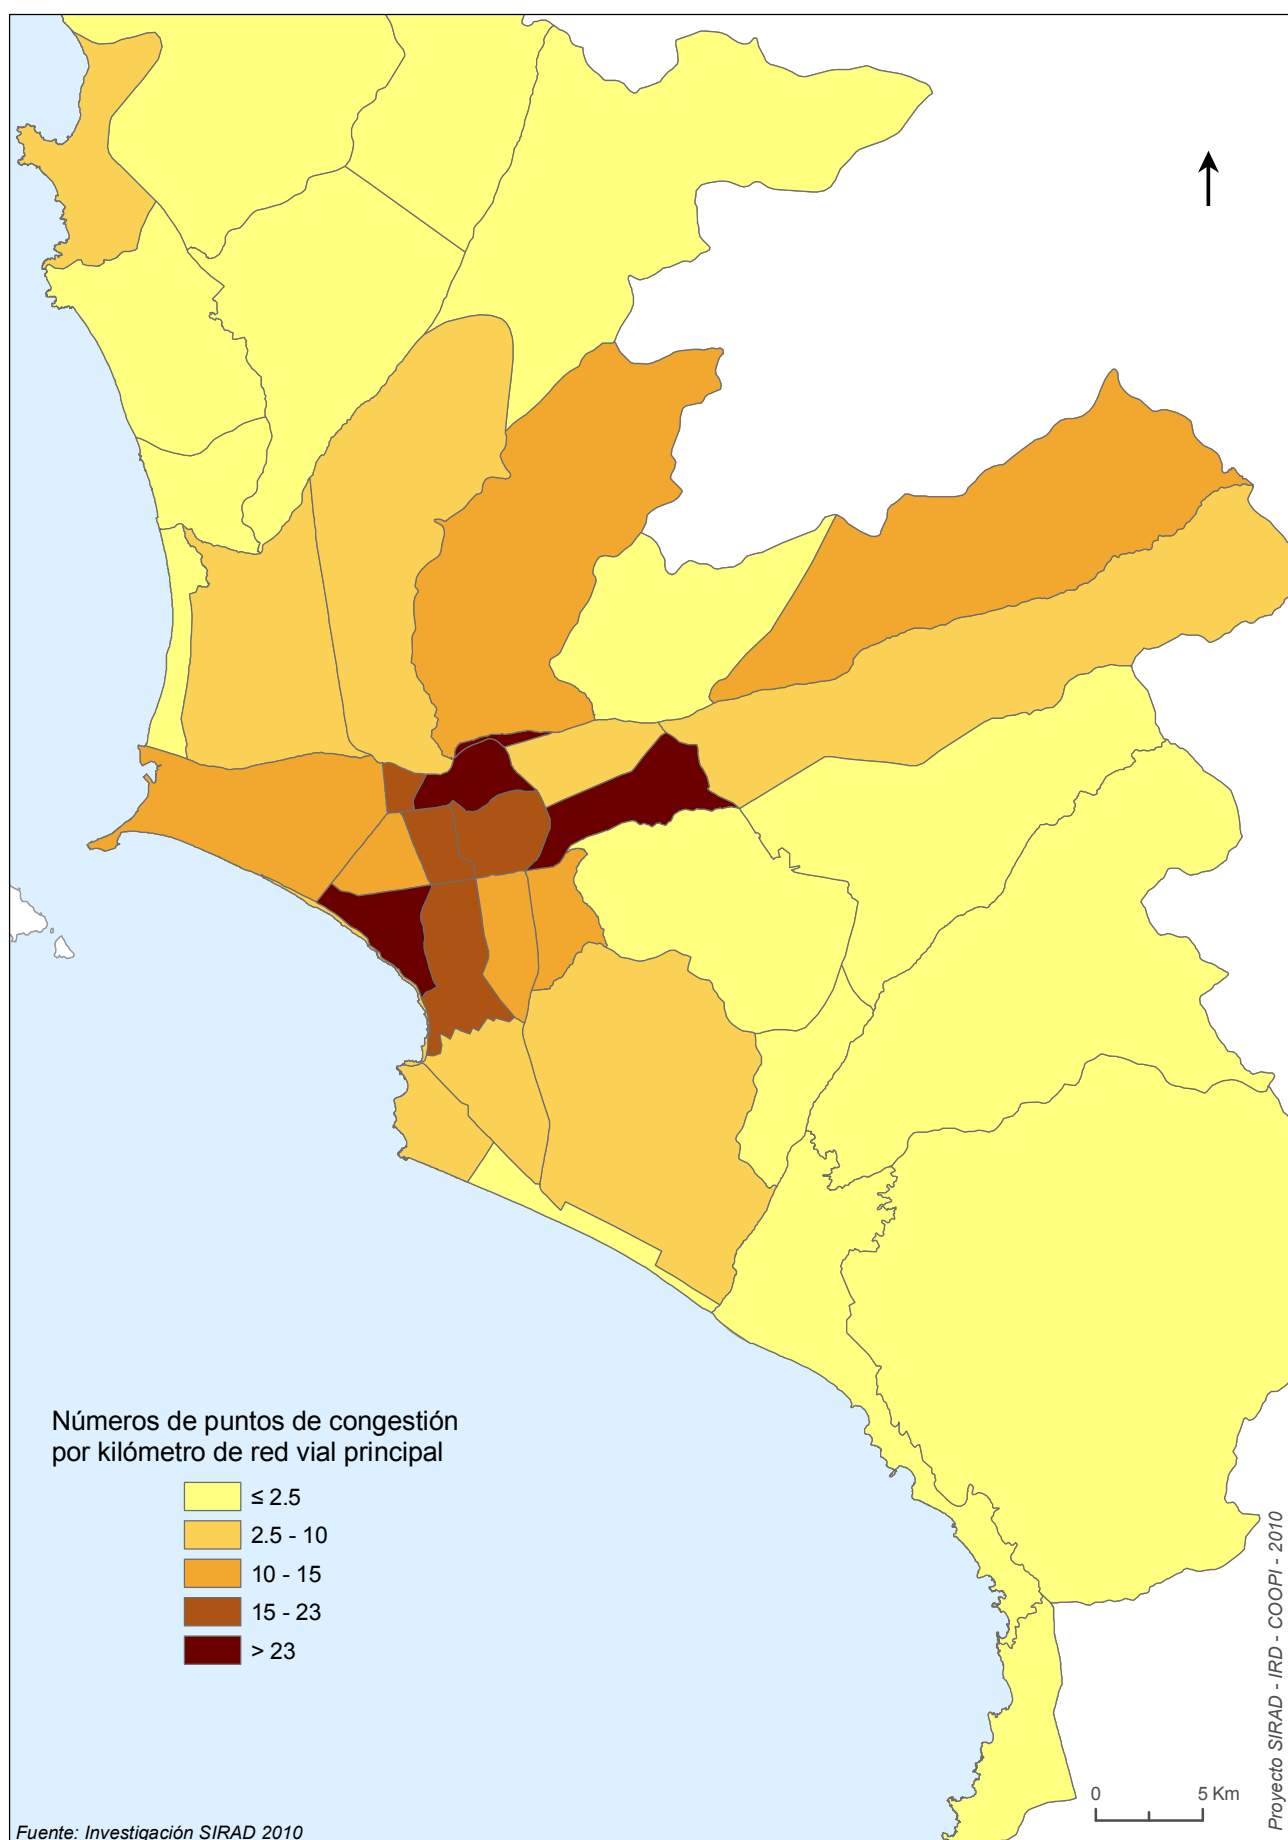 Números de puntos de congestión
por kilómetro de red vial principal
≤ 2.5
2.5 - 10
10 - 15
15 - 23
> 23
0 5 Km
Proyecto SIRAD - IRD - COOPI - 2010
Fuente: Investigación SIRAD 2010